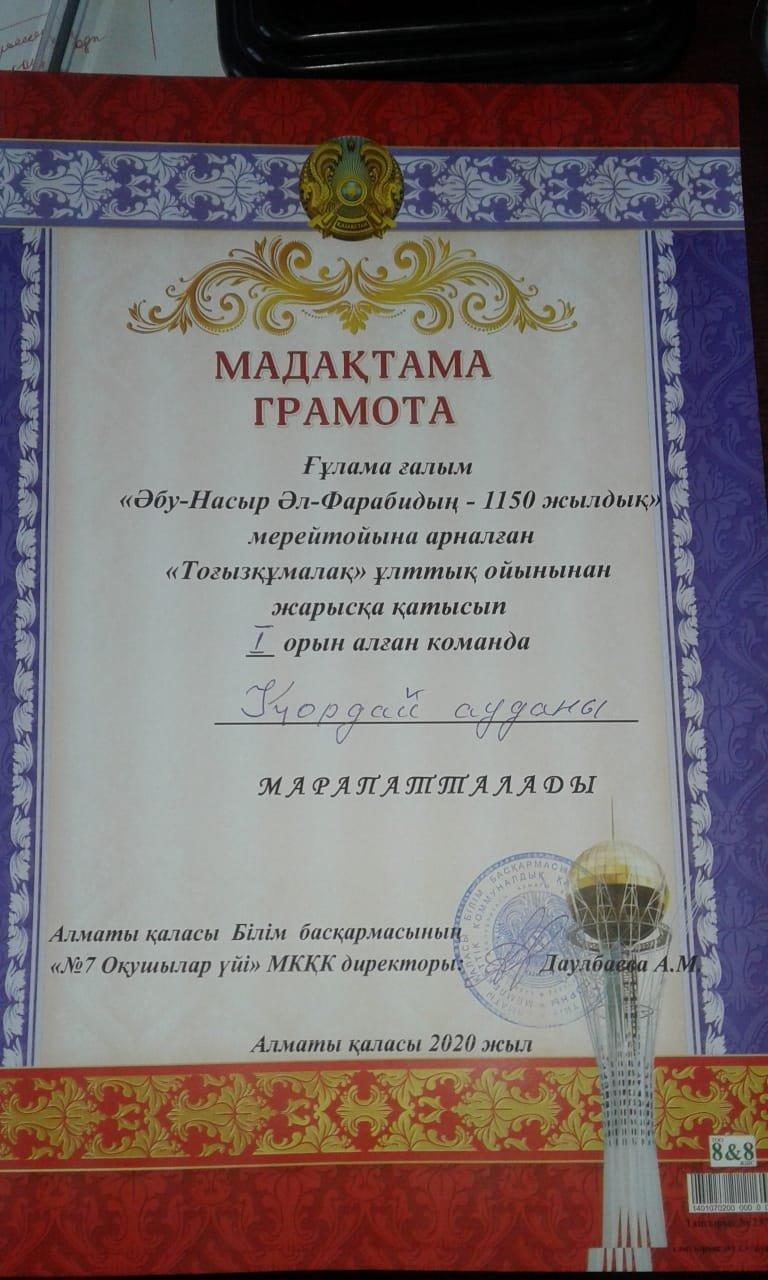 ҚАЗАҚСТАН
МАДАҚТАМА
ГРАМОТА
Ғұлама ғалым
«Әбу-Насыр Әл-Фарабидың - 1150 жылдық»
мерейтойына арналған
«Тоғызқұмалақ» ұлттық ойынынан
жарысқа қатысып
I орын алған команда
Қордай ауданы
МАРАПАТТАЛАДЫ
Алматы қаласы Білім басқармасының
«№7 Оқушылар үйі» МКҚК директоры: Даулбаева А.М.
Алматы қаласы 2020 жыл
8&8